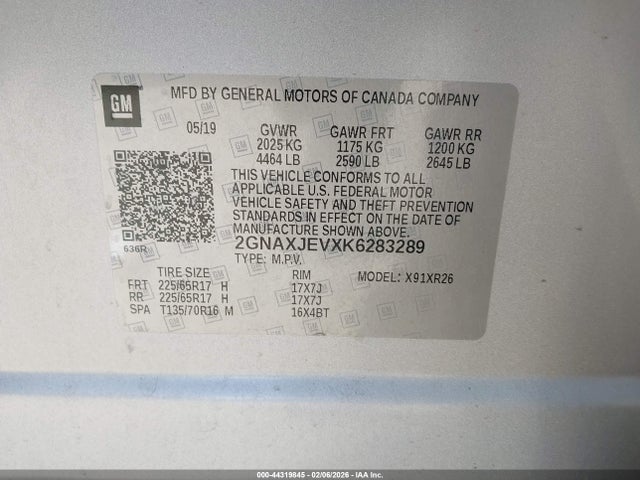 GM
MFD BY GENERAL MOTORS OF CANADA COMPANY
05/19 GVWR GAWR FRT GAWR RR
2025 KG 1175 KG 1200 KG
4464 LB 2590 LB 2645 LB
THIS VEHICLE CONFORMS TO ALL
APPLICABLE U.S. FEDERAL MOTOR
VEHICLE SAFETY AND THEFT PREVENTION
STANDARDS IN EFFECT ON THE DATE OF
MANUFACTURE SHOWN ABOVE.
2GNAXJEVXK6283289
636R
TYPE: M.P.V.
TIRE SIZE RIM MODEL: X91XR26
FRT 225/65R17 H 17X7J
RR 225/65R17 H 17X7J
SPA T135/70R16 M 16X4BT
000-44319845 - 02/06/2026 - IAA Inc.